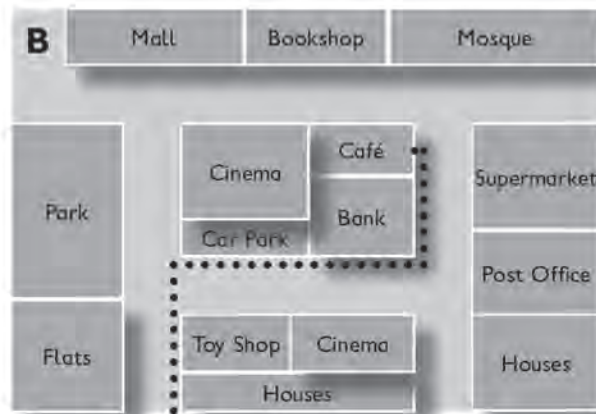 B
Mall
Bookshop
Mosque
Park
Cinema
Café
Supermarket
Car Park
Bank
Post Office
Flats
Toy Shop
Cinema
Houses
Houses